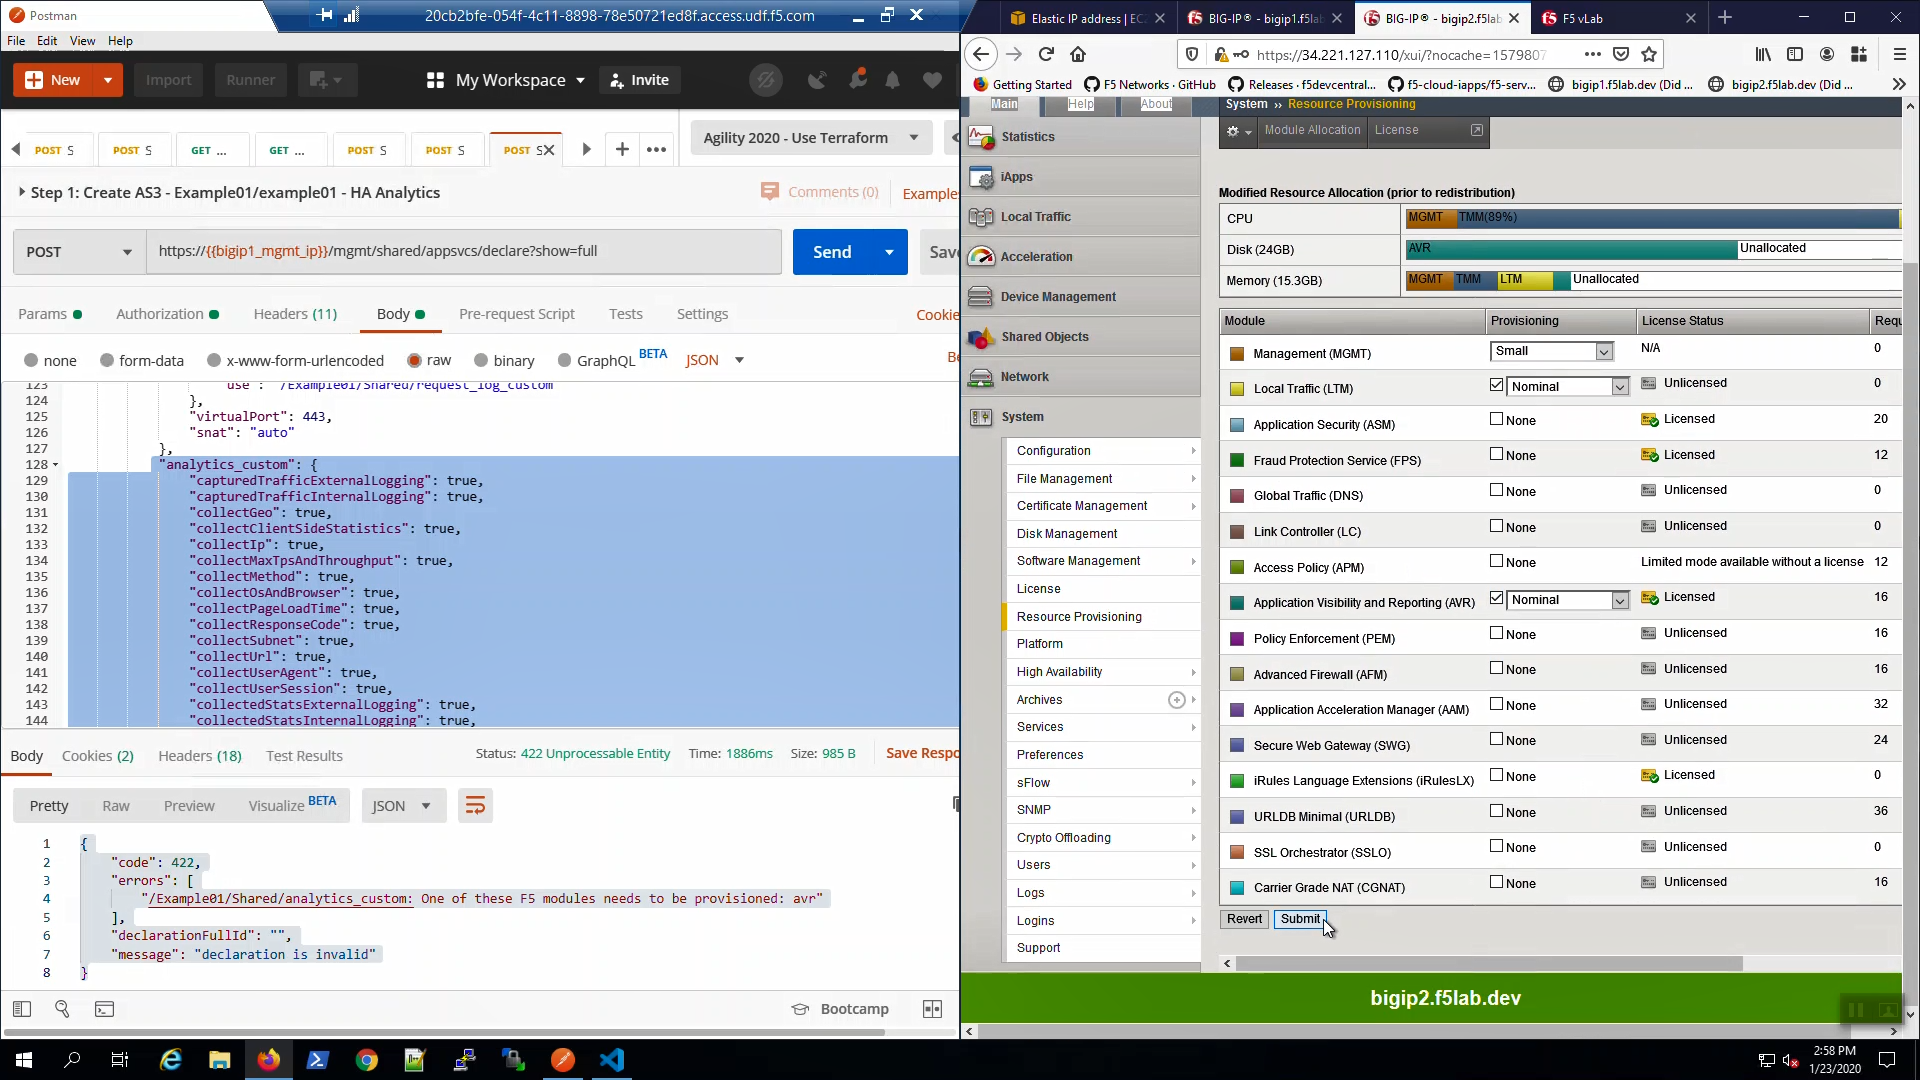 Postman
20cb2bfe-054f-4c11-8898-78e50721ed8f.access.udf.f5.com
File Edit View Help
New Import Runner My Workspace Invite
POST S POST S GET ... GET ... POST S POST S POST S
Agility 2020 - Use Terraform
Step 1: Create AS3 - Example01/example01 - HA Analytics Comments (0) Examples
POST https://{{bigip1_mgmt_ip}}/mgmt/shared/appsvcs/declare?show=full Send Save
Params Authorization Headers (11) Body Pre-request Script Tests Settings Cookie
none form-data x-www-form-urlencoded raw binary GraphQL BETA JSON Be
123 "use": "/Example01/Shared/request_log_custom"
124 },
125 "virtualPort": 443,
126 "snat": "auto"
127 },
128 "analytics_custom": {
129 "capturedTrafficExternalLogging": true,
130 "capturedTrafficInternalLogging": true,
131 "collectGeo": true,
132 "collectClientSideStatistics": true,
133 "collectIp": true,
134 "collectMaxTpsAndThroughput": true,
135 "collectMethod": true,
136 "collectOsAndBrowser": true,
137 "collectPageLoadTime": true,
138 "collectResponseCode": true,
139 "collectSubnet": true,
140 "collectUrl": true,
141 "collectUserAgent": true,
142 "collectUserSession": true,
143 "collectedStatsExternalLogging": true,
144 "collectedStatsInternalLogging": true,
Body Cookies (2) Headers (18) Test Results Status: 422 Unprocessable Entity Time: 1886ms Size: 985 B Save Respo
Pretty Raw Preview Visualize BETA JSON
1 {
2 "code": 422,
3 "errors": [
4 "/Example01/Shared/analytics_custom: One of these F5 modules needs to be provisioned: avr"
5 ],
6 "declarationFullId": "",
7 "message": "declaration is invalid"
8 }
Bootcamp
Elastic IP address | EC BIG-IP® - bigip1.f5lab BIG-IP® - bigip2.f5lab F5 vLab
https://34.221.127.110/xui/?nocache=1579807
Getting Started F5 Networks · GitHub Releases · f5devcentral... f5-cloud-iapps/f5-serv... bigip1.f5lab.dev (Did ... bigip2.f5lab.dev (Did ...
Main Help About
System ›› Resource Provisioning
Module Allocation License
Statistics
iApps
Local Traffic
Acceleration
Device Management
Shared Objects
Network
System
Configuration
File Management
Certificate Management
Disk Management
Software Management
License
Resource Provisioning
Platform
High Availability
Archives
Services
Preferences
sFlow
SNMP
Crypto Offloading
Users
Logs
Logins
Support
Modified Resource Allocation (prior to redistribution)
CPU MGMT TMM(89%)
Disk (24GB) AVR Unallocated
Memory (15.3GB) MGMT TMM LTM Unallocated
Module Provisioning License Status Requ
Management (MGMT) Small N/A 0
Local Traffic (LTM) Nominal Unlicensed 0
Application Security (ASM) None Licensed 20
Fraud Protection Service (FPS) None Licensed 12
Global Traffic (DNS) None Unlicensed 0
Link Controller (LC) None Unlicensed 0
Access Policy (APM) None Limited mode available without a license 12
Application Visibility and Reporting (AVR) Nominal Licensed 16
Policy Enforcement (PEM) None Unlicensed 16
Advanced Firewall (AFM) None Unlicensed 16
Application Acceleration Manager (AAM) None Unlicensed 32
Secure Web Gateway (SWG) None Unlicensed 24
iRules Language Extensions (iRulesLX) None Licensed 0
URLDB Minimal (URLDB) None Unlicensed 36
SSL Orchestrator (SSLO) None Unlicensed 0
Carrier Grade NAT (CGNAT) None Unlicensed 16
Revert Submit
bigip2.f5lab.dev
2:58 PM
1/23/2020